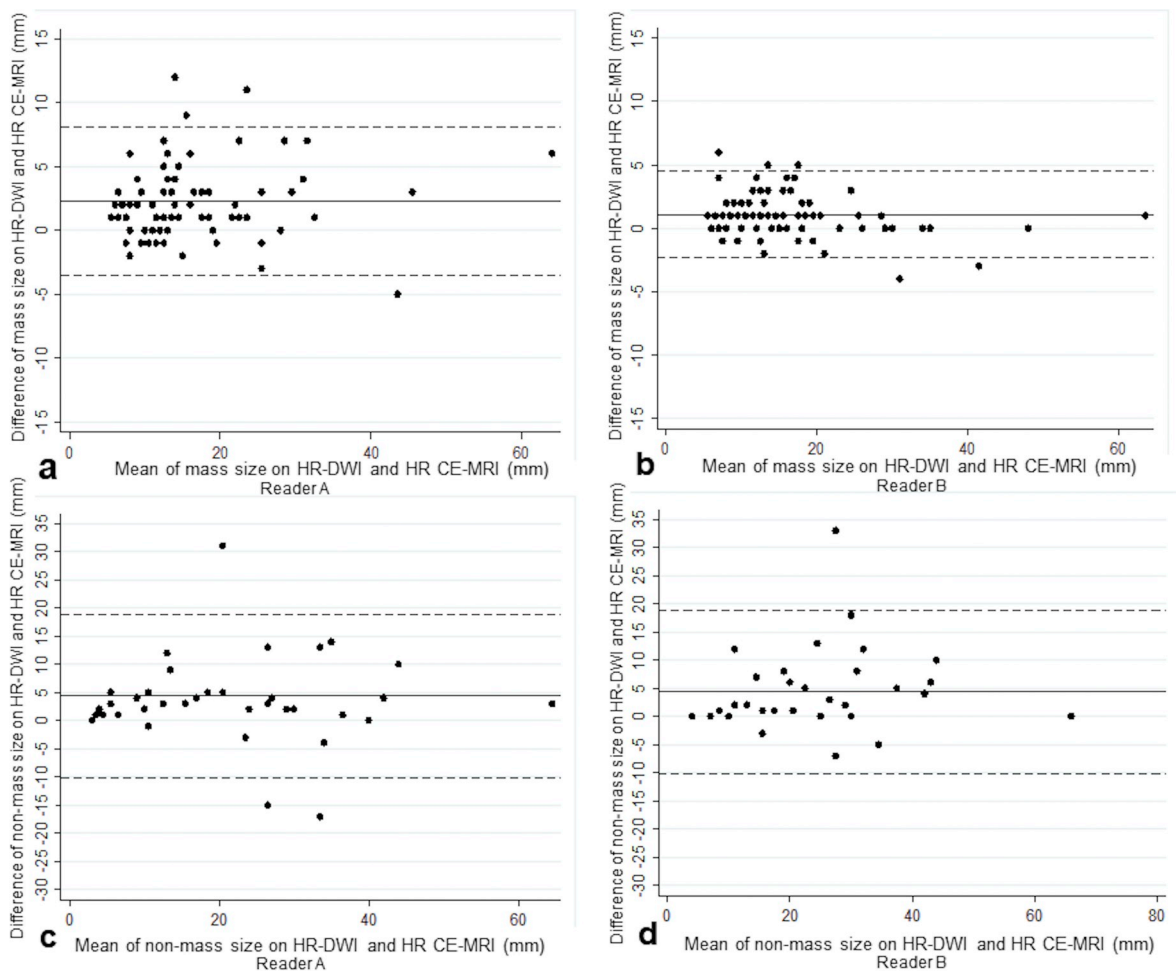 Difference of mass size on HR-DWI and HR CE-MRI (mm)
15
10
5
0
-5
-10
-15
0 20 40 60
a
Mean of mass size on HR-DWI and HR CE-MRI (mm)
Reader A
Difference of mass size on HR-DWI and HR CE-MRI (mm)
15
10
5
0
-5
-10
-15
0 20 40 60
b
Mean of mass size on HR-DWI and HR CE-MRI (mm)
Reader B
Difference of non-mass size on HR-DWI and HR CE-MRI (mm)
35
30
25
20
15
10
5
0
-5
-10
-15
-20
-25
-30
0 20 40 60
c
Mean of non-mass size on HR-DWI and HR CE-MRI (mm)
Reader A
Difference of non-mass size on HR-DWI and HR CE-MRI (mm)
35
30
25
20
15
10
5
0
-5
-10
-15
-20
-25
-30
0 20 40 60 80
d
Mean of non-mass size on HR-DWI and HR CE-MRI (mm)
Reader B